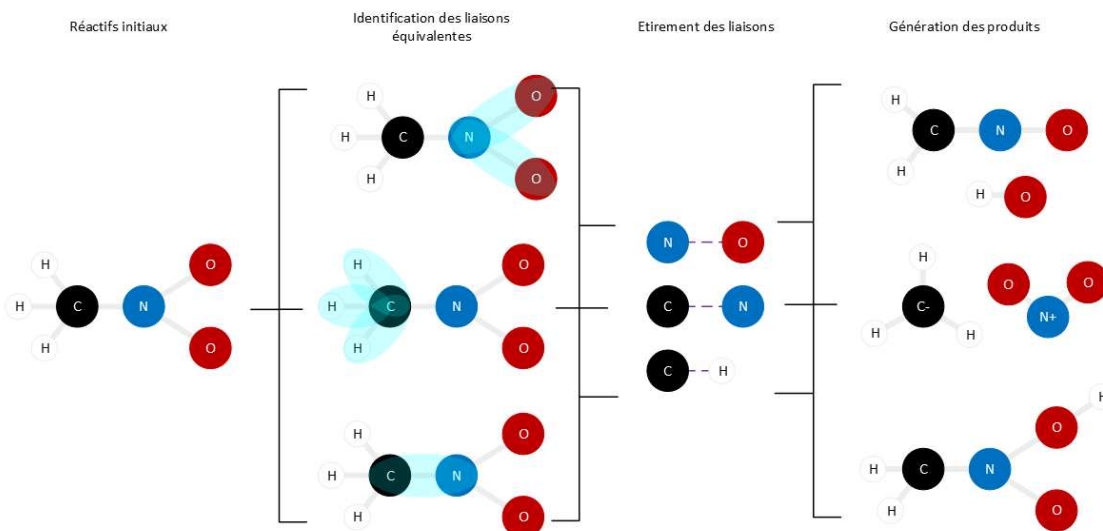 Réactifs initiaux
Identification des liaisons
équivalentes
Etirement des liaisons
Génération des produits
H
C
N
O
H
O
H
H
C
N
O
H
O
H
H
H
C
N
O
H
O
H
H
C
N
O
H
O
H
N
O
C
N
C
H
H
C
N
O
H
H
O
H
C-
H
H
O
O
N+
H
O
H
C
N
H
O